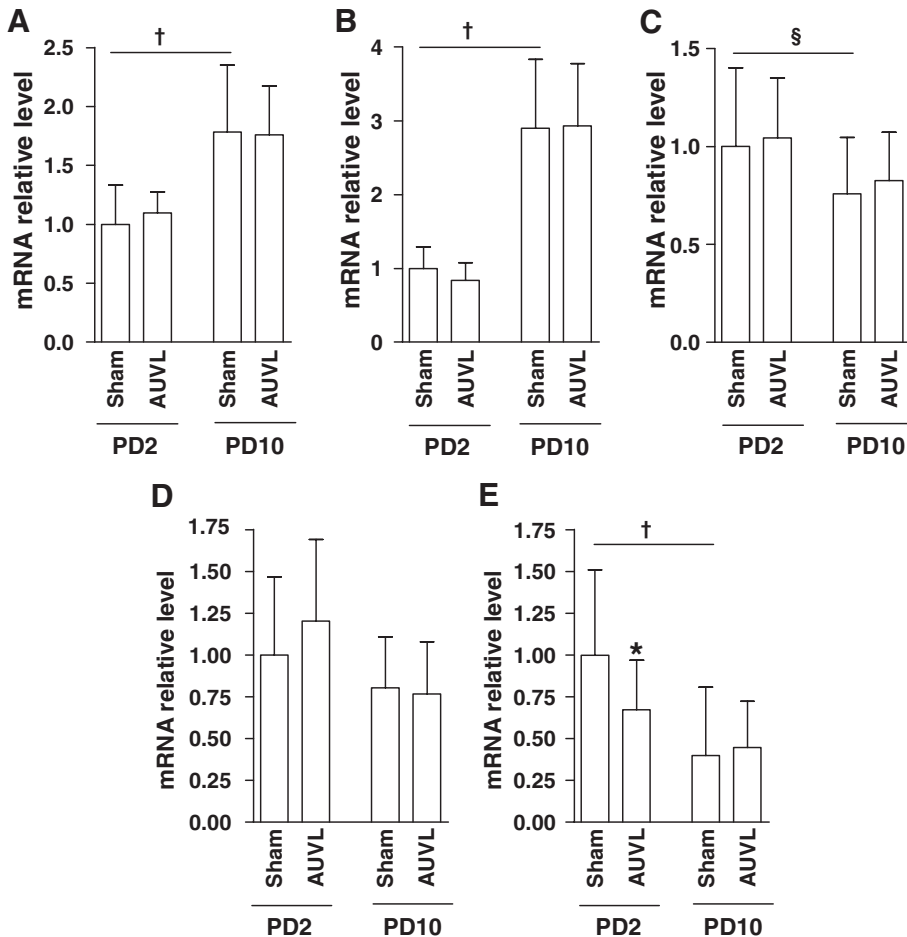 A
mRNA relative level
2.5
2.0
1.5
1.0
0.5
0.0
†
Sham
AUVL
Sham
AUVL
PD2
PD10
B
mRNA relative level
4
3
2
1
0
†
Sham
AUVL
Sham
AUVL
PD2
PD10
C
mRNA relative level
1.5
1.0
0.5
0.0
§
Sham
AUVL
Sham
AUVL
PD2
PD10
D
mRNA relative level
1.75
1.50
1.25
1.00
0.75
0.50
0.25
0.00
Sham
AUVL
Sham
AUVL
PD2
PD10
E
mRNA relative level
1.75
1.50
1.25
1.00
0.75
0.50
0.25
0.00
†
*
Sham
AUVL
Sham
AUVL
PD2
PD10